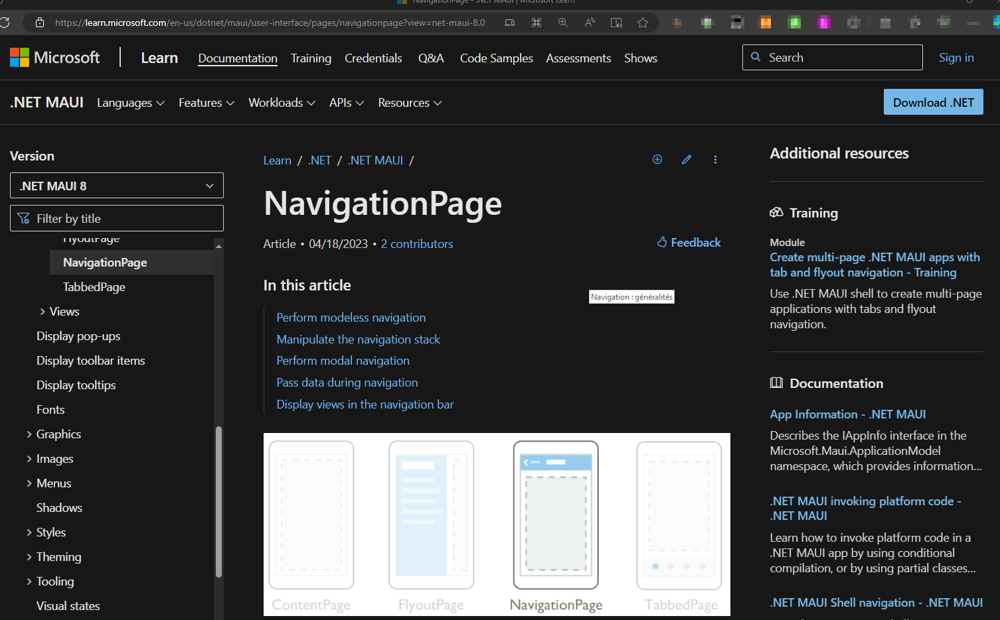 NavigationPage - .NET MAUI | Microsoft Learn
https://learn.microsoft.com/en-us/dotnet/maui/user-interface/pages/navigationpage?view=net-maui-8.0
Microsoft
Learn
Documentation
Training
Credentials
Q&A
Code Samples
Assessments
Shows
Search
Sign in
.NET MAUI
Languages
Features
Workloads
APIs
Resources
Download .NET
Version
.NET MAUI 8
Filter by title
FlyoutPage
NavigationPage
TabbedPage
Views
Display pop-ups
Display toolbar items
Display tooltips
Fonts
Graphics
Images
Menus
Shadows
Styles
Theming
Tooling
Visual states
Learn / .NET / .NET MAUI /
NavigationPage
Article • 04/18/2023 • 2 contributors
Feedback
In this article
Navigation : généralités
Perform modeless navigation
Manipulate the navigation stack
Perform modal navigation
Pass data during navigation
Display views in the navigation bar
ContentPage
FlyoutPage
NavigationPage
TabbedPage
Additional resources
Training
Module
Create multi-page .NET MAUI apps with
tab and flyout navigation - Training
Use .NET MAUI shell to create multi-page
applications with tabs and flyout
navigation.
Documentation
App Information - .NET MAUI
Describes the IAppInfo interface in the
Microsoft.Maui.ApplicationModel
namespace, which provides information...
.NET MAUI invoking platform code -
.NET MAUI
Learn how to invoke platform code in a
.NET MAUI app by using conditional
compilation, or by using partial classes...
.NET MAUI Shell navigation - .NET MAUI